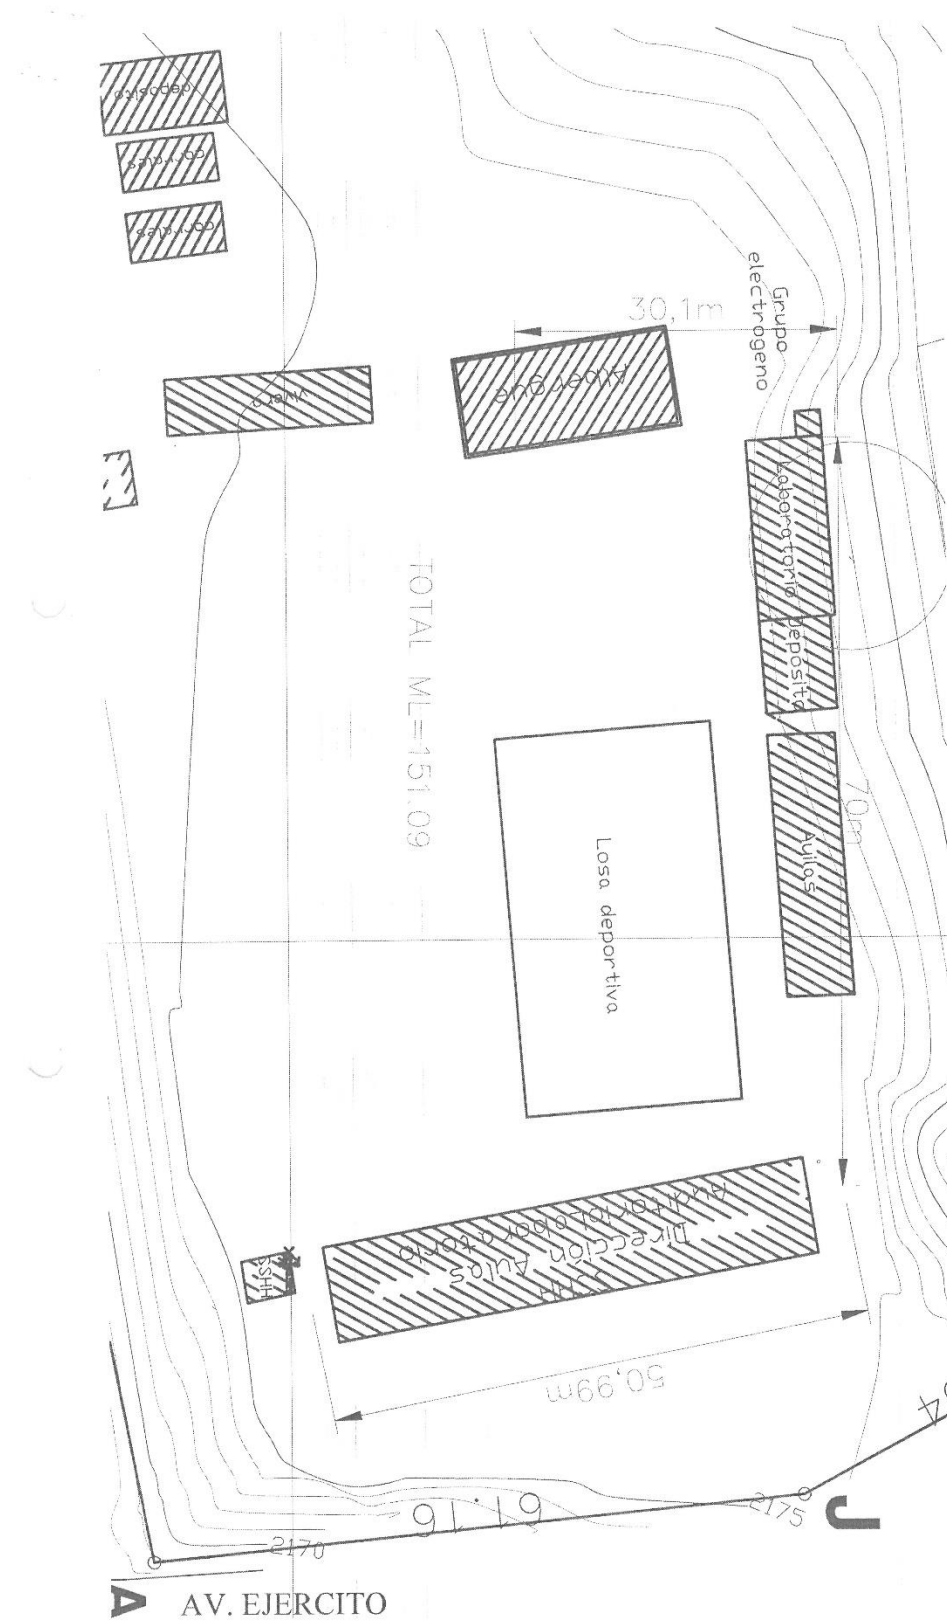 deposito
corrales
corrales
Grupo
electrogeno
30,1m
Albergue
vivero
Laboratorio
Deposito
TOTAL ML=151.09
70m
Aulas
Losa deportiva
Auditorio Laboratorio
Dirección Aulas
SSHH
SSHH
50,99m
61.16
2175
2170
J
A
AV. EJERCITO